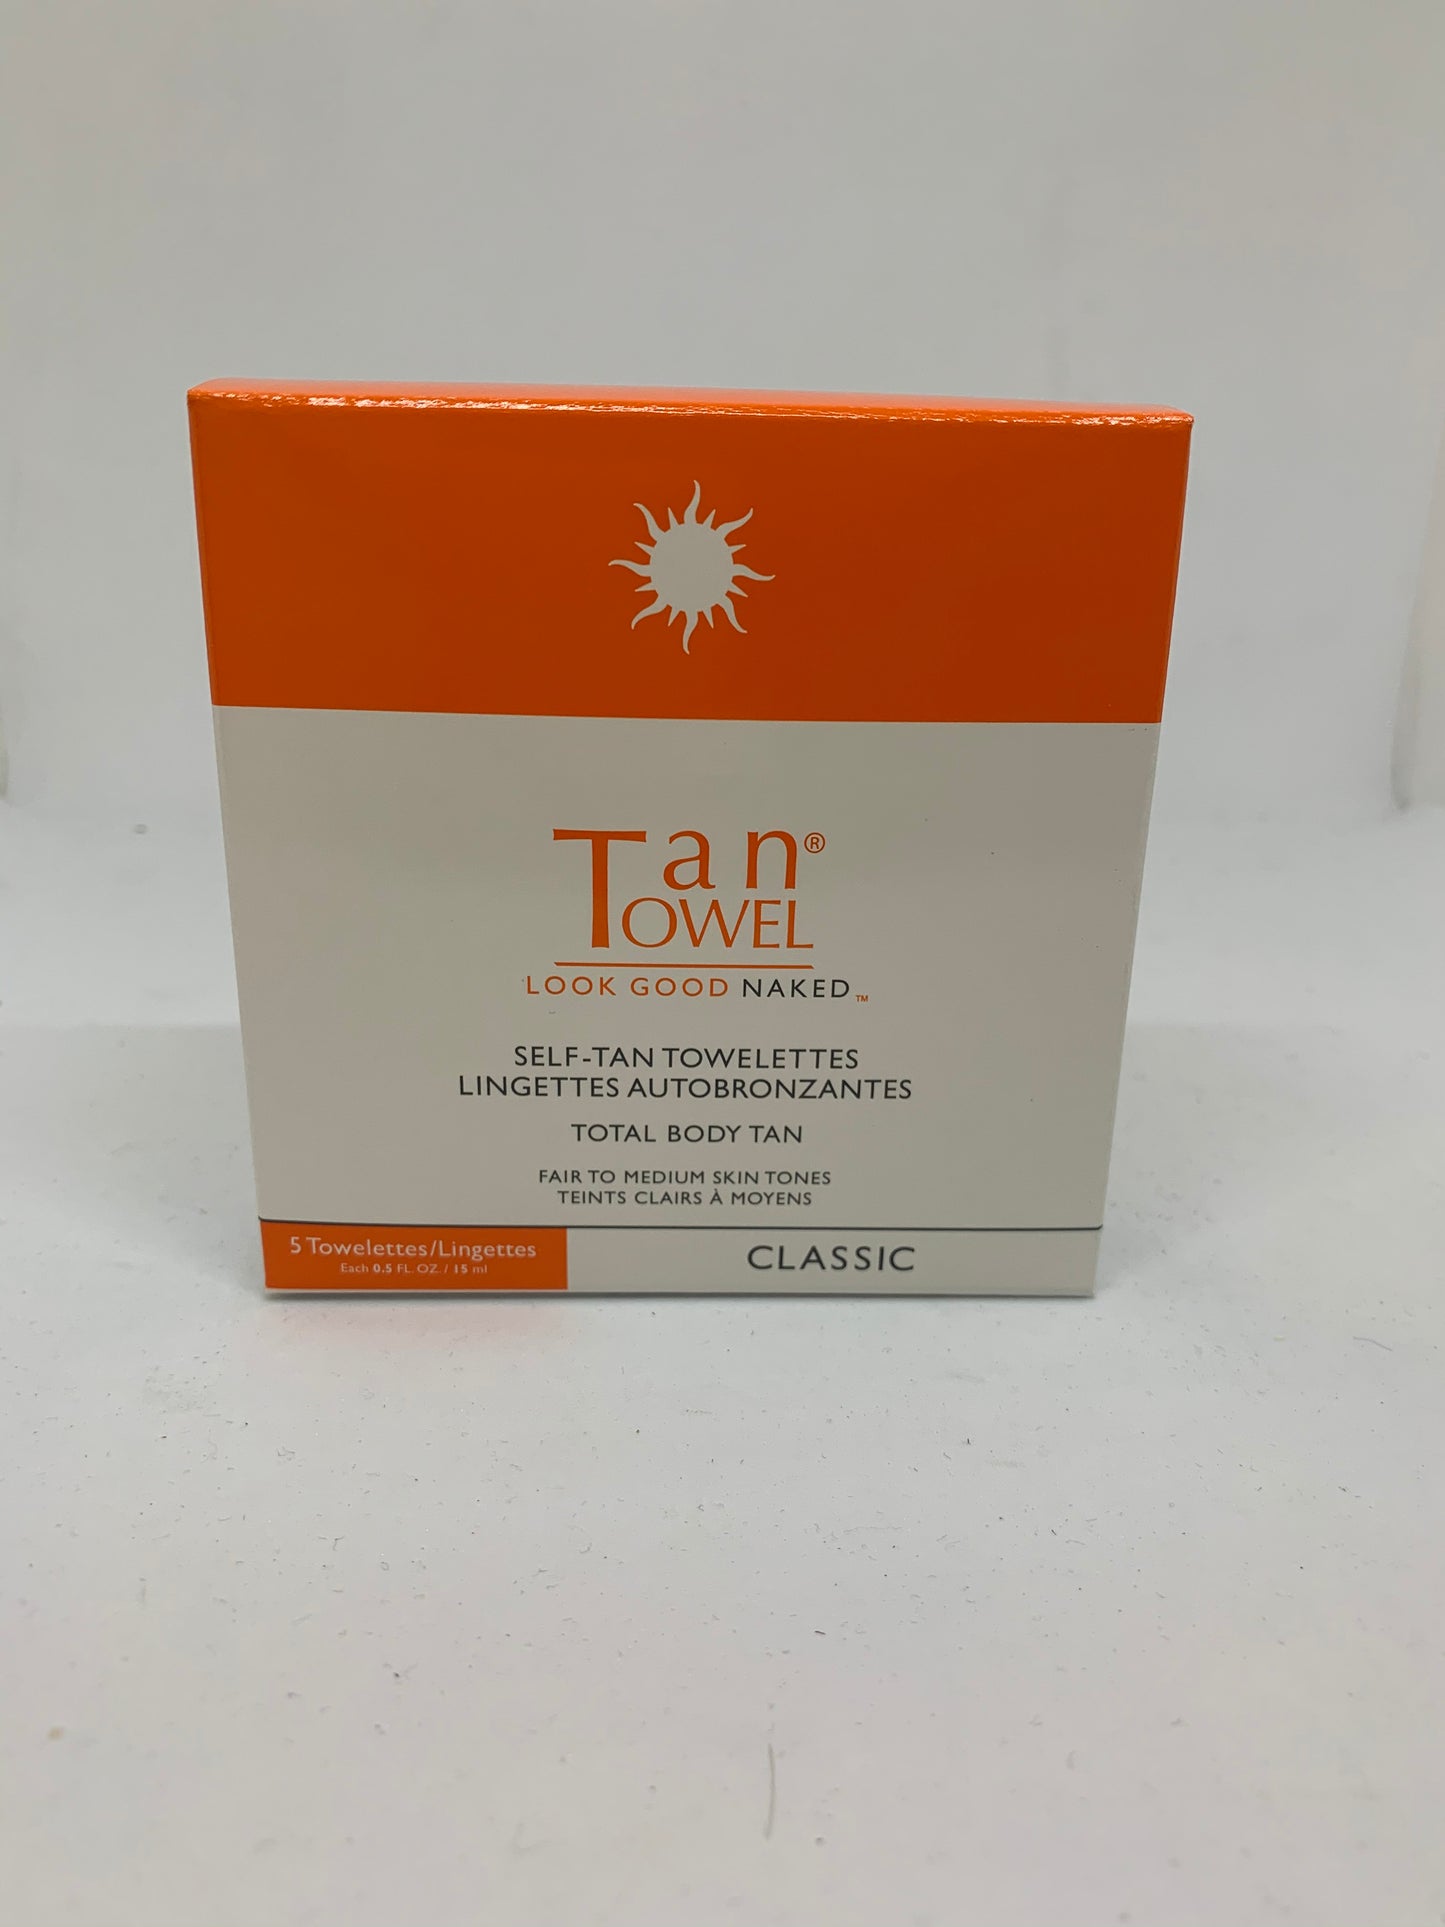 Tan®
TOWEL
LOOK GOOD NAKED™
SELF-TAN TOWELETTES
LINGETTES AUTOBRONZANTES
TOTAL BODY TAN
FAIR TO MEDIUM SKIN TONES
TEINTS CLAIRS À MOYENS
5 Towelettes/Lingettes
Each 0.5 FL. OZ. / 15 ml
CLASSIC